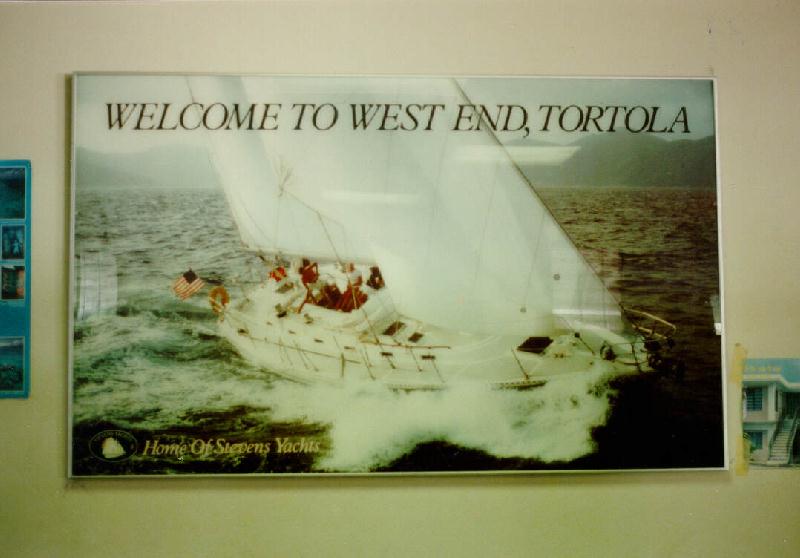 WELCOME TO WEST END, TORTOLA
Home Of Stevens Yachts